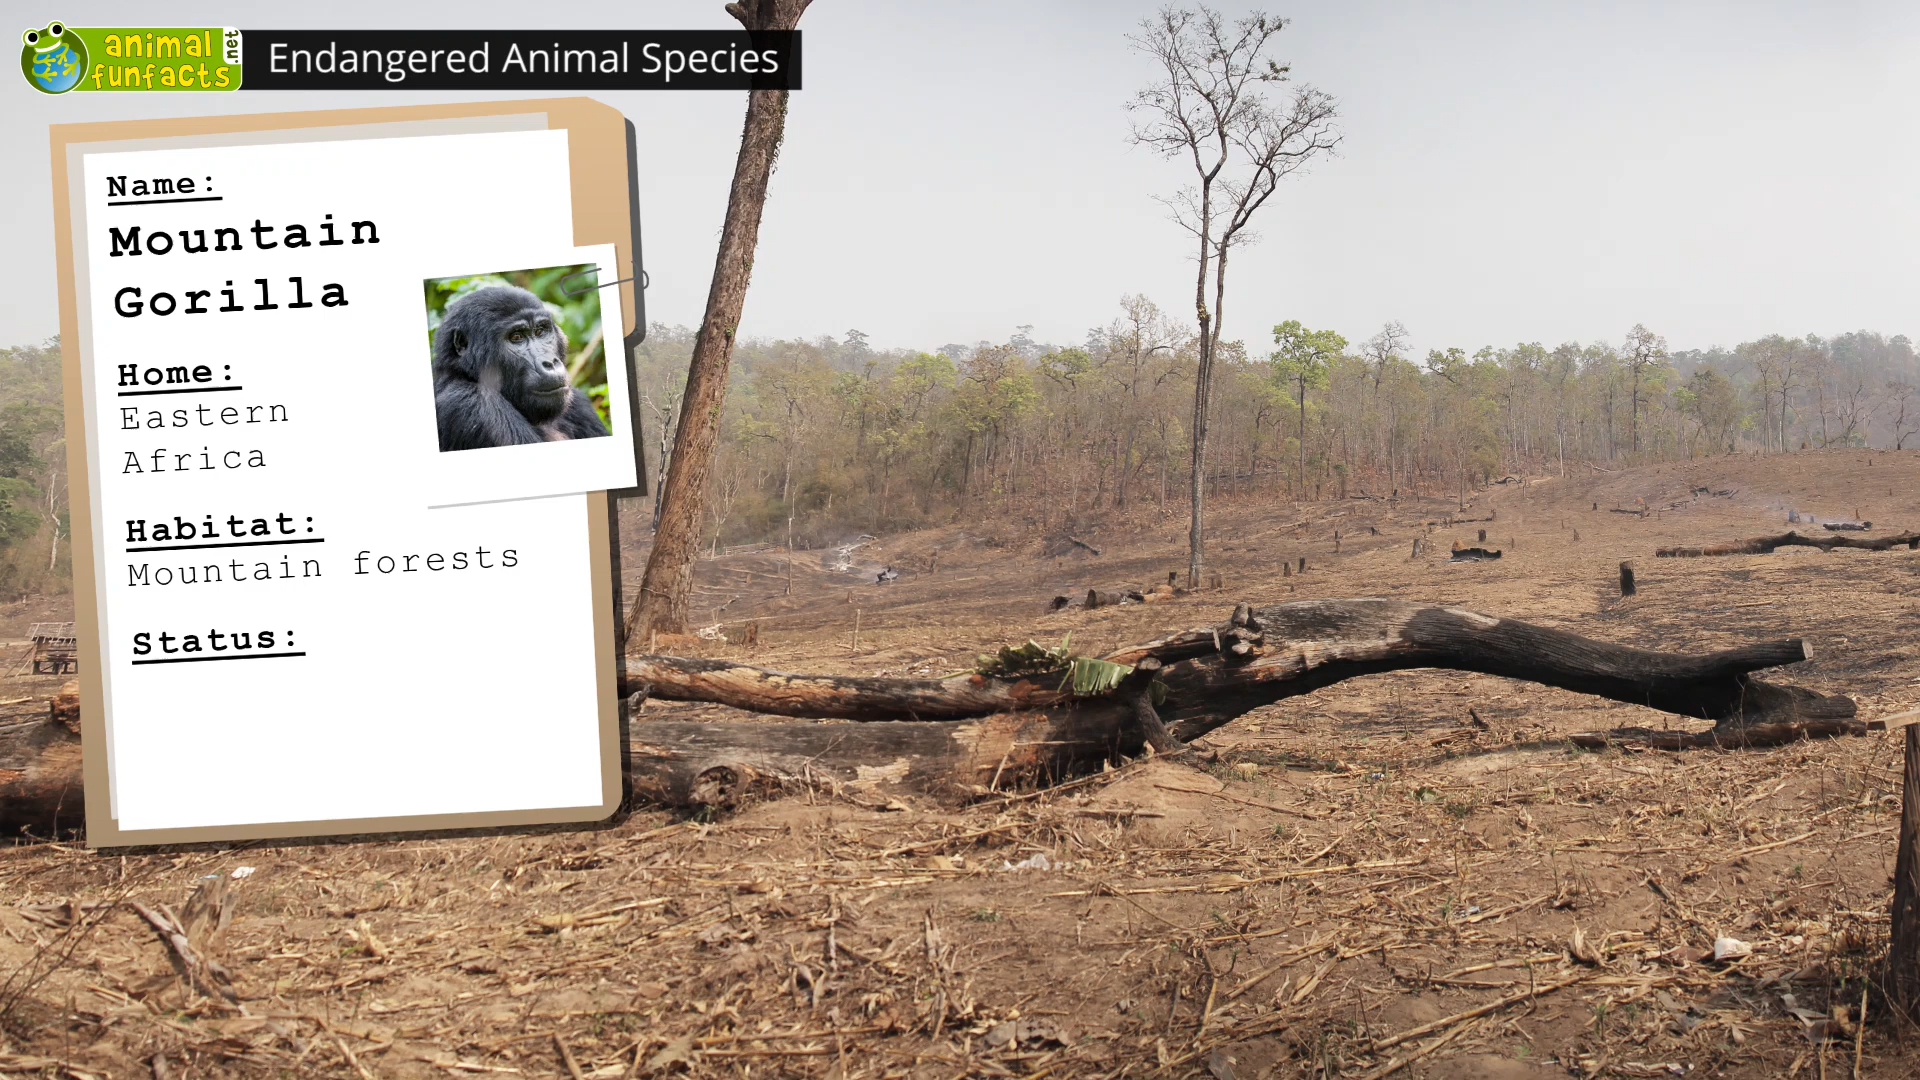 animal
funfacts
.net
Endangered Animal Species
Name:
Mountain
Gorilla
Home:
Eastern
Africa
Habitat:
Mountain forests
Status: